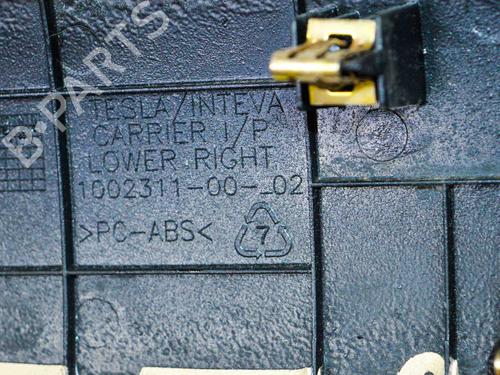 B-PARTS
TESLA/INTEVA
CARRIER I/P
LOWER RIGHT
1002311-00-_02
>PC-ABS<
7